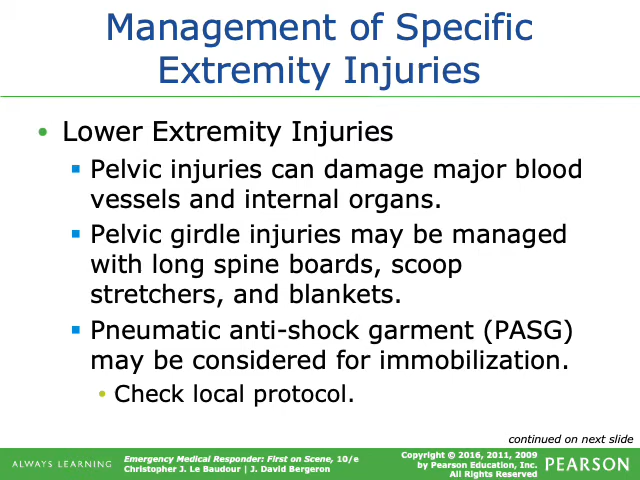 Management of Specific
Extremity Injuries
• Lower Extremity Injuries
▪ Pelvic injuries can damage major blood
vessels and internal organs.
▪ Pelvic girdle injuries may be managed
with long spine boards, scoop
stretchers, and blankets.
▪ Pneumatic anti-shock garment (PASG)
may be considered for immobilization.
• Check local protocol.
continued on next slide
ALWAYS LEARNING
Emergency Medical Responder: First on Scene, 10/e
Christopher J. Le Baudour | J. David Bergeron
Copyright © 2016, 2011, 2009
by Pearson Education, Inc.
All Rights Reserved
PEARSON